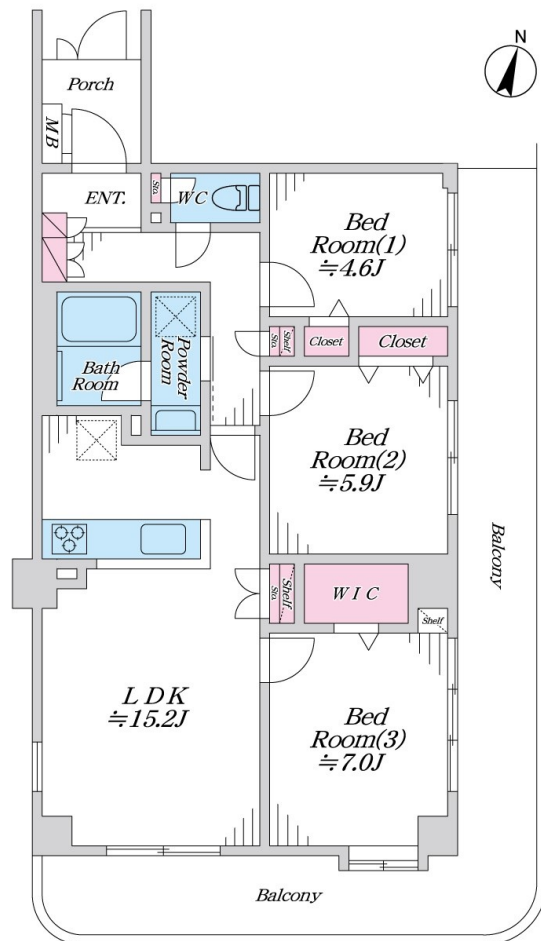 N
Porch
MB
ENT.
Sto.
WC
Bed
Room(1)
≒4.6J
Sto.
Shelf
Closet
Closet
Bath
Room
Powder
Room
Bed
Room(2)
≒5.9J
Balcony
Sto.
Shelf
WIC
Shelf
LDK
≒15.2J
Bed
Room(3)
≒7.0J
Balcony